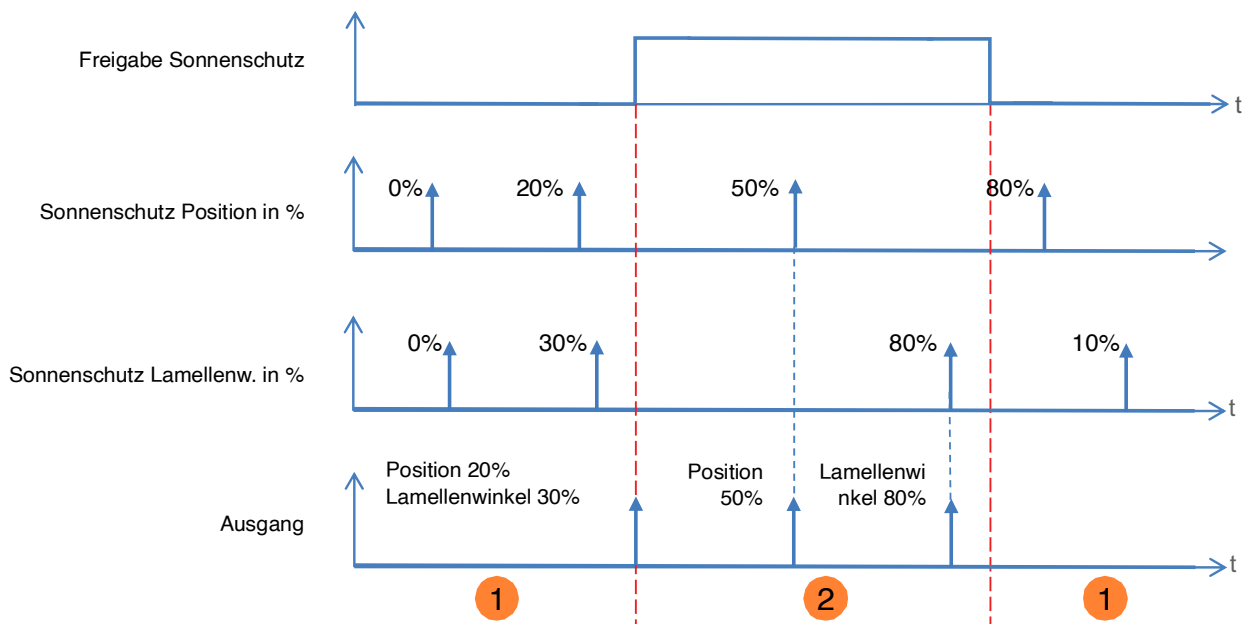 Freigabe Sonnenschutz
t
0%
20%
50%
80%
Sonnenschutz Position in %
0%
30%
80%
10%
Sonnenschutz Lamellenw. in %
t
Position 20%
Lamellenwinkel 30%
Position
50%
Lamellenwi
nkel 80%
Ausgang
t
1
2
1